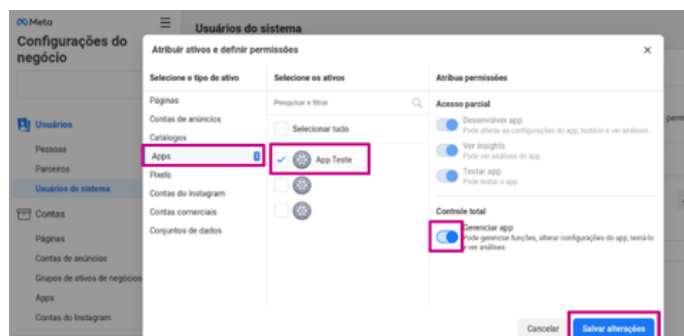 Meta
Configurações do
negócio
Usuários
Pessoas
Parceiros
Usuários do sistema
Contas
Páginas
Contas de anúncios
Grupos de ativos de negócios
Apps
Contas do Instagram
Usuários do sistema
Atribuir ativos e definir permissões
Selecione o tipo de ativo
Páginas
Contas de anúncios
Catálogos
Apps
Pixels
Contas do Instagram
Contas comerciais
Conjuntos de dados
Selecione os ativos
Pesquisar e filtrar
Selecionar tudo
App Teste
Atribua permissões
Acesso parcial
Desenvolver app
Pode alterar as configurações do app, testá-lo e ver análises.
Ver insights
Pode ver análises do app.
Testar app
Pode testar o app.
Controle total
Gerenciar app
Pode gerenciar funções, alterar configurações do app, testá-lo
e ver análises.
Cancelar
Salvar alterações